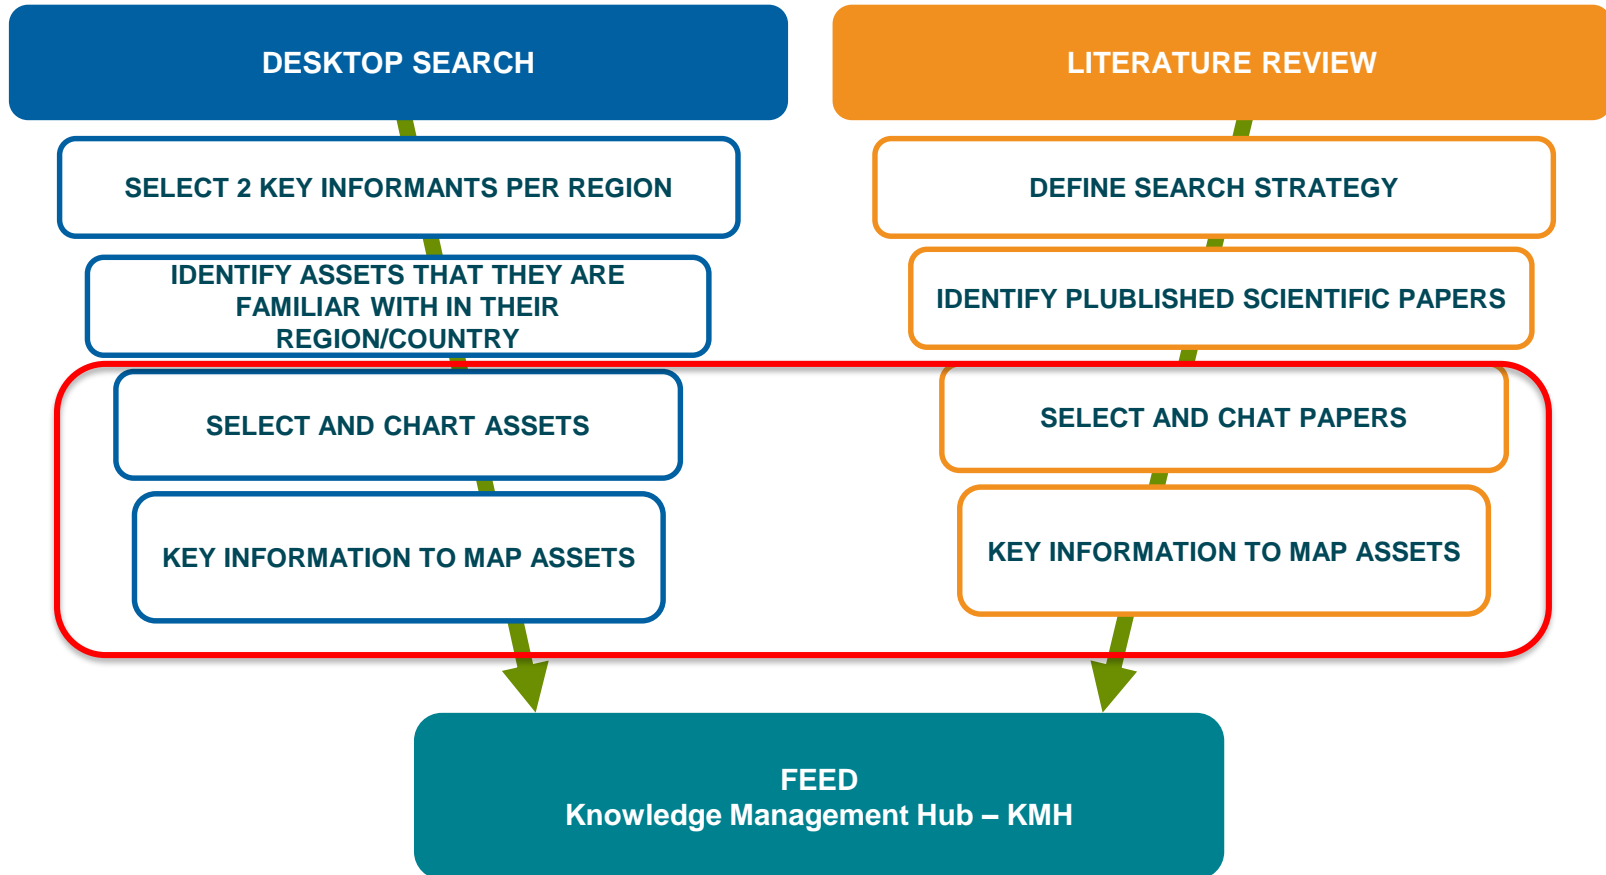 DESKTOP SEARCH
SELECT 2 KEY INFORMANTS PER REGION
IDENTIFY ASSETS THAT THEY ARE
FAMILIAR WITH IN THEIR
REGION/COUNTRY
SELECT AND CHART ASSETS
KEY INFORMATION TO MAP ASSETS
LITERATURE REVIEW
DEFINE SEARCH STRATEGY
IDENTIFY PLUBLISHED SCIENTIFIC PAPERS
SELECT AND CHAT PAPERS
KEY INFORMATION TO MAP ASSETS
FEED
Knowledge Management Hub – KMH